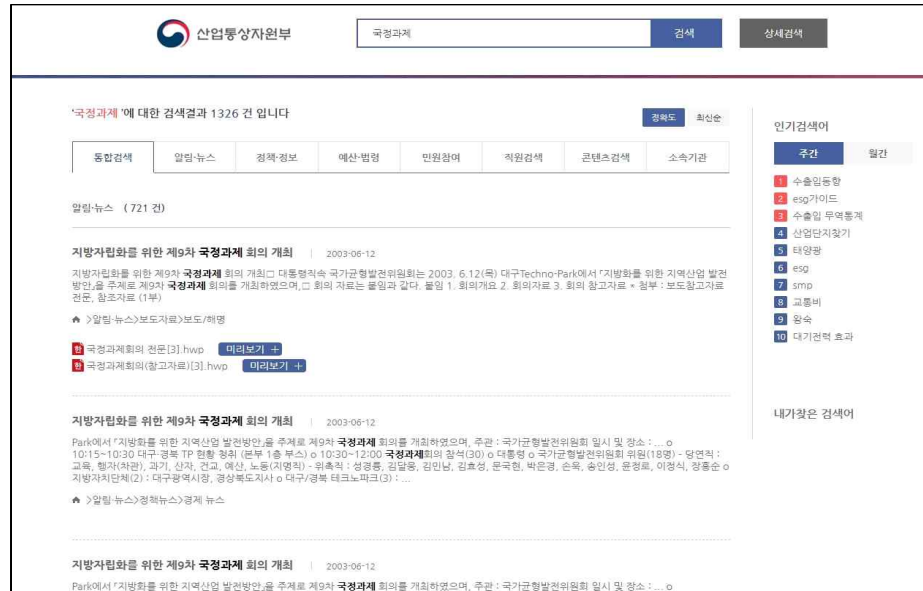 산업통상자원부
국정과제
검색
상세검색
'국정과제 '에 대한 검색결과 1326 건 입니다
정확도
최신순
통합검색
알림·뉴스
정책·정보
예산·법령
민원참여
직원검색
콘텐츠검색
소속기관
알림·뉴스 ( 721 건)
지방자립화를 위한 제9차 국정과제 회의 개최 | 2003-06-12
지방자립화를 위한 제9차 국정과제 회의 개최□ 대통령직속 국가균형발전위원회는 2003. 6.12(목) 대구Techno-Park에서 「지방화를 위한 지역산업 발전
방안」을 주제로 제9차 국정과제 회의를 개최하였으며,□ 회의 자료는 붙임과 같다. 붙임 1. 회의개요 2. 회의자료 3. 회의 참고자료 * 첨부 : 보도참고자료
전문, 참조자료 (1부)
>알림·뉴스>보도자료>보도/해명
한 국정과제회의 전문[3].hwp 미리보기 +
한 국정과제회의(참고자료)[3].hwp 미리보기 +
지방자립화를 위한 제9차 국정과제 회의 개최 | 2003-06-12
Park에서 「지방화를 위한 지역산업 발전방안」을 주제로 제9차 국정과제 회의를 개최하였으며, 주관 : 국가균형발전위원회 일시 및 장소 : ... o
10:15~10:30 대구·경북 TP 현황 청취 (본부 1층 부스) o 10:30~12:00 국정과제회의 참석(30) o 대통령 o 국가균형발전위원회 위원(18명) - 당연직 :
교육, 행자(차관), 과기, 산자, 건교, 예산, 노동(지명직) - 위촉직 : 성경륭, 김달웅, 김민남, 김효성, 문국현, 박은경, 손욱, 송인성, 윤정로, 이정식, 장흥순 o
지방자치단체(2) : 대구광역시장, 경상북도지사 o 대구/경북 테크노파크(3) : ...
>알림·뉴스>정책뉴스>경제 뉴스
지방자립화를 위한 제9차 국정과제 회의 개최 | 2003-06-12
Park에서 「지방화를 위한 지역산업 발전방안」을 주제로 제9차 국정과제 회의를 개최하였으며, 주관 : 국가균형발전위원회 일시 및 장소 : ... o
인기검색어
주간
월간
1 수출입동향
2 esg가이드
3 수출입 무역통계
4 산업단지찾기
5 태양광
6 esg
7 smp
8 교통비
9 왕숙
10 대기전력 효과
내가찾은 검색어